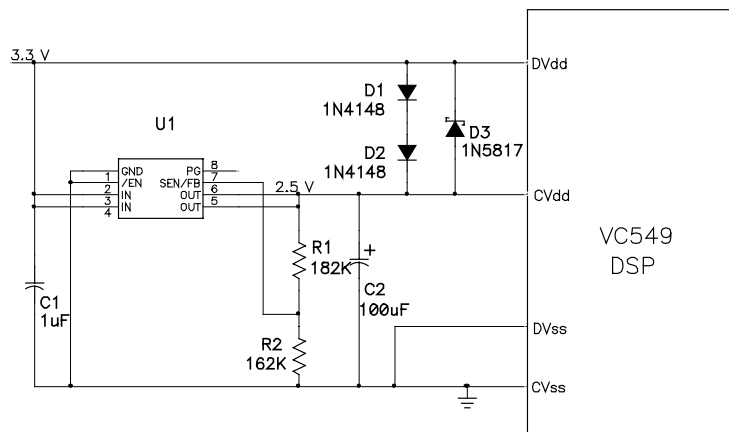 3.3 V
DVdd
D1
1N4148
U1
D3
1N5817
D2
1N4148
GND PG 8
1 /EN SEN/FB 7
2 IN OUT 6 2.5 V
3 IN OUT 5
4
CVdd
VC549
DSP
R1
182K
C2
100uF
C1
1uF
DVss
R2
162K
CVss